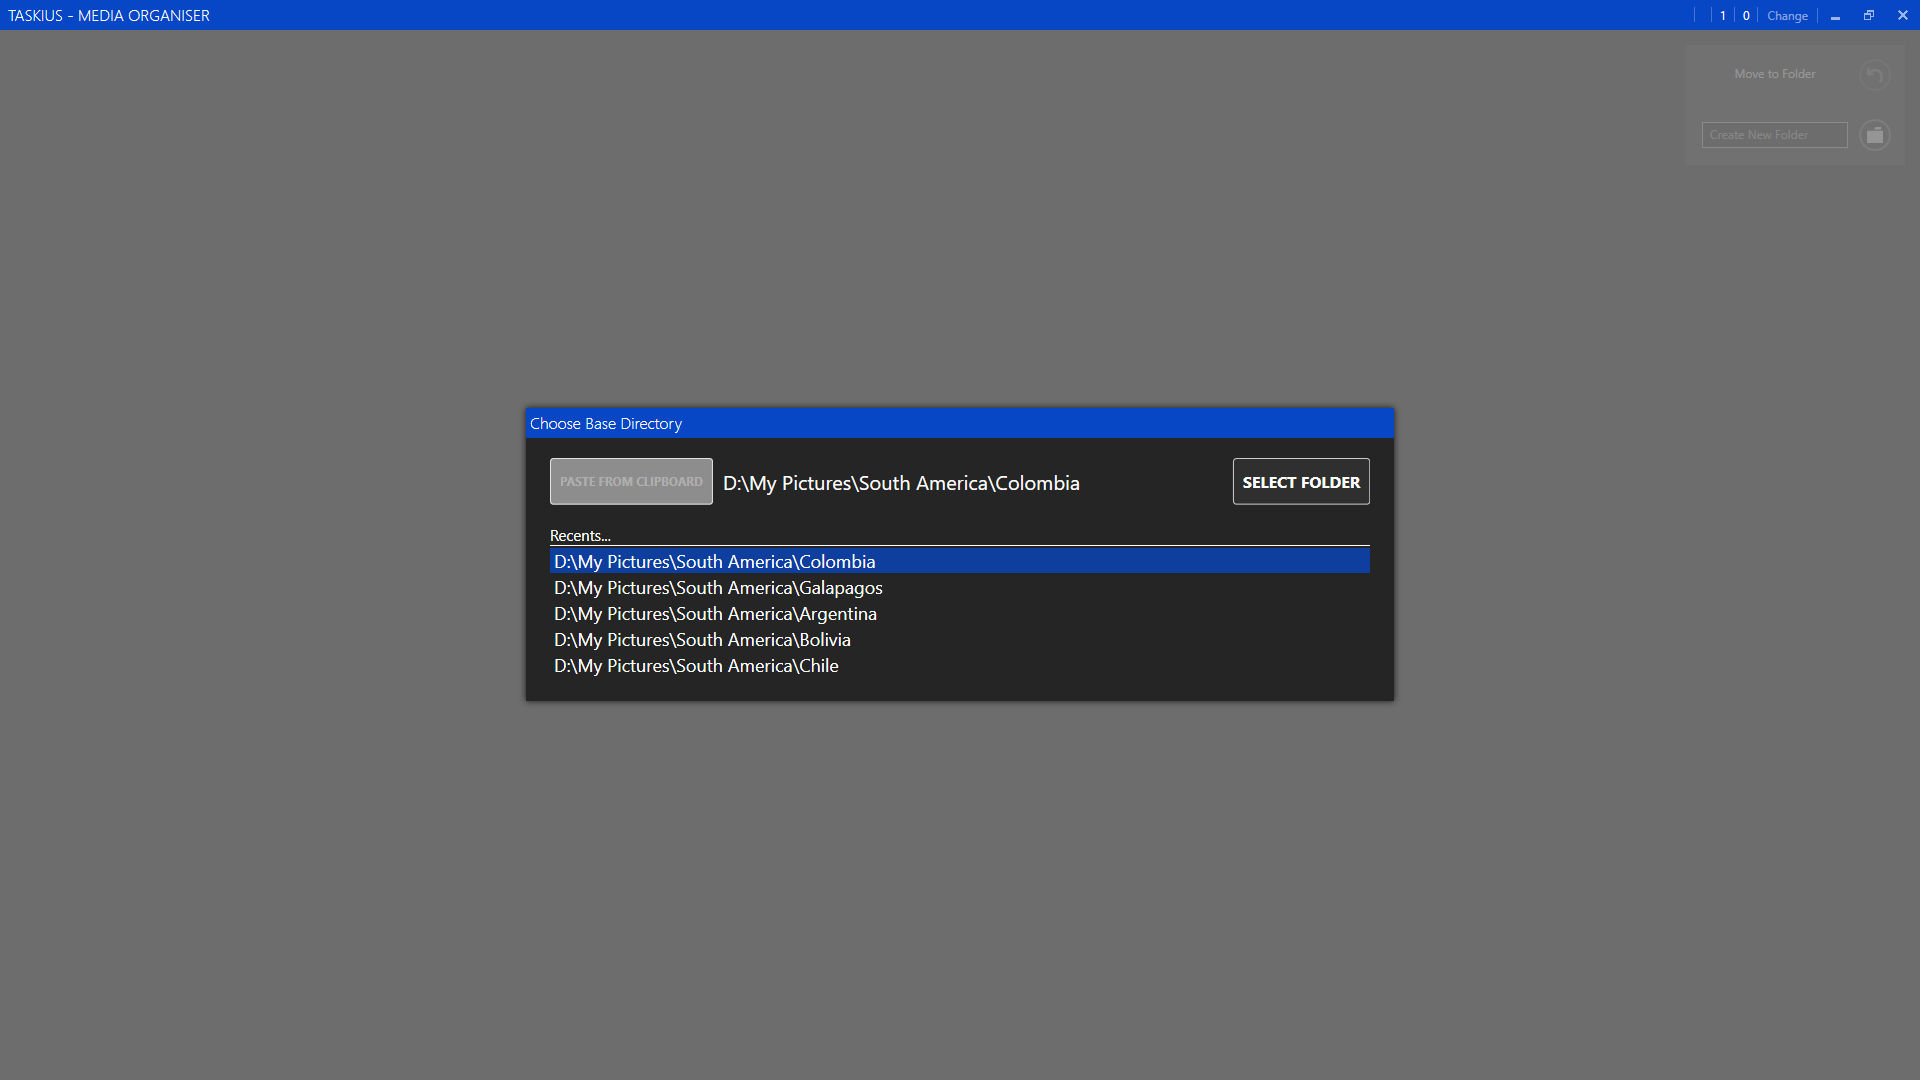 TASKIUS - MEDIA ORGANISER
1 0 Change
Move to Folder
Create New Folder
Choose Base Directory
PASTE FROM CLIPBOARD D:\My Pictures\South America\Colombia SELECT FOLDER
Recents...
D:\My Pictures\South America\Colombia
D:\My Pictures\South America\Galapagos
D:\My Pictures\South America\Argentina
D:\My Pictures\South America\Bolivia
D:\My Pictures\South America\Chile